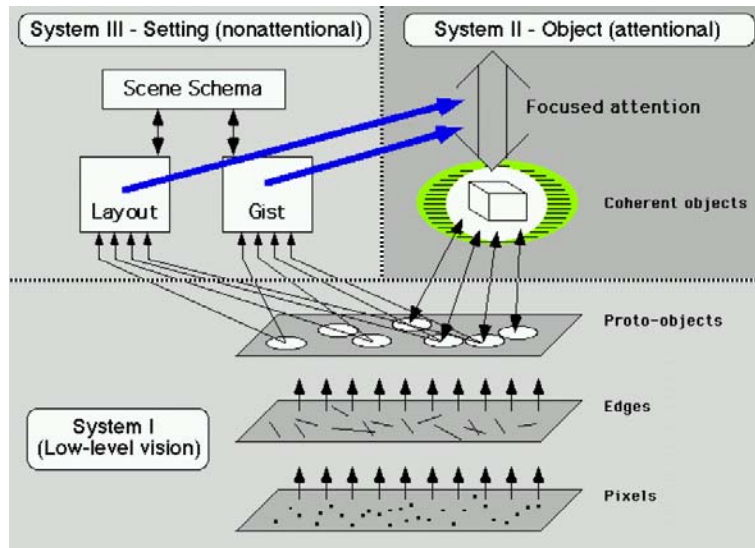 System III - Setting (nonattentional)
System II - Object (attentional)
Scene Schema
Focused attention
Layout
Gist
Coherent objects
Proto-objects
System I
(Low-level vision)
Edges
Pixels